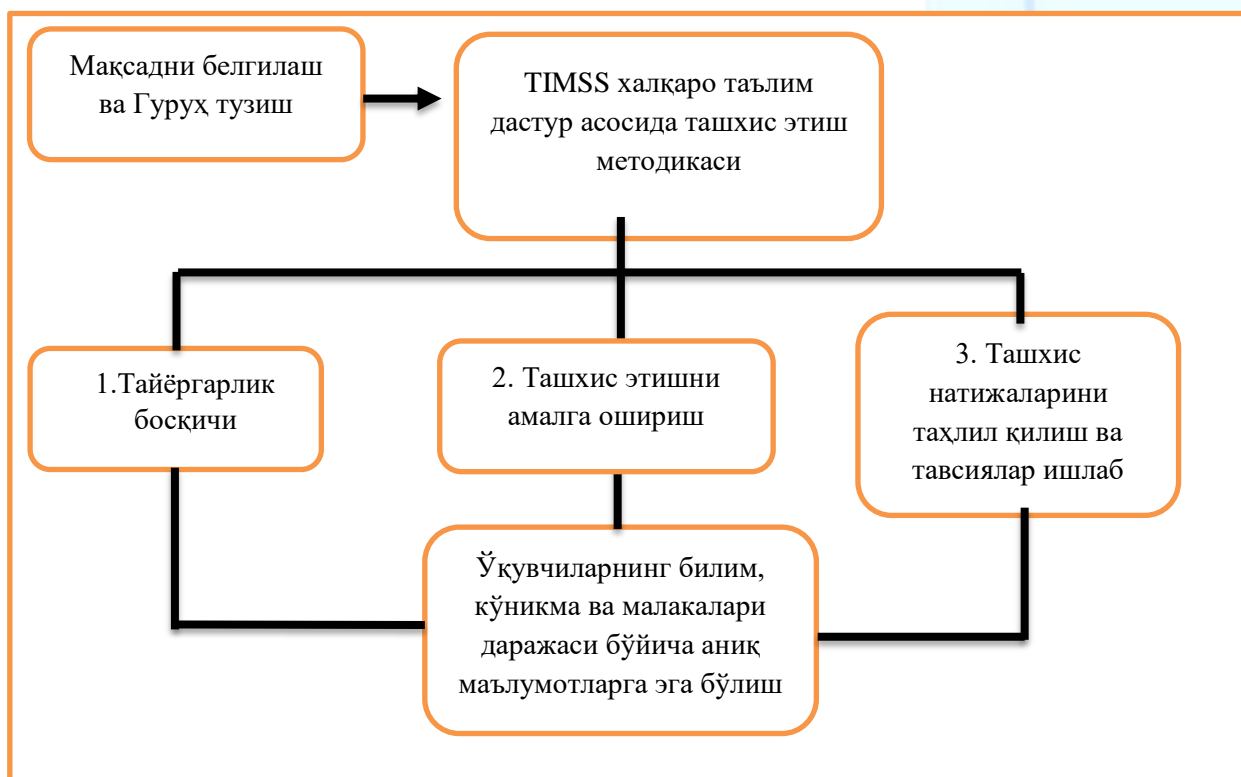 Мақсадни белгилаш
ва Гуруҳ тузиш
TIMSS халқаро таълим
дастур асосида ташхис этиш
методикаси
1.Тайёргарлик
босқичи
2. Ташхис этишни
амалга ошириш
3. Ташхис
натижаларини
таҳлил қилиш ва
тавсиялар ишлаб
Ўқувчиларнинг билим,
кўникма ва малакалари
даражаси бўйича аниқ
маълумотларга эга бўлиш